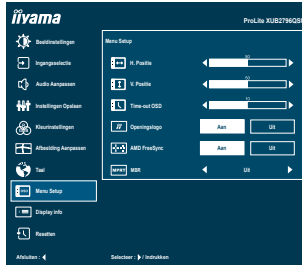 iiyama
ProLite XUB2796QSU
Beeldinstellingen
Ingangsselectie
Audio Aanpassen
Instellingen Opslaan
Kleurinstellingen
Afbeelding Aanpassen
Taal
Menu Setup
Display info
Resetten
Menu Setup
H. Positie
50
V. Positie
50
Time-out OSD
10
Openingslogo
Aan
Uit
AMD FreeSync
Aan
Uit
MPRT
MBR
Uit
Afsluiten :
Selecteer : / Indrukken